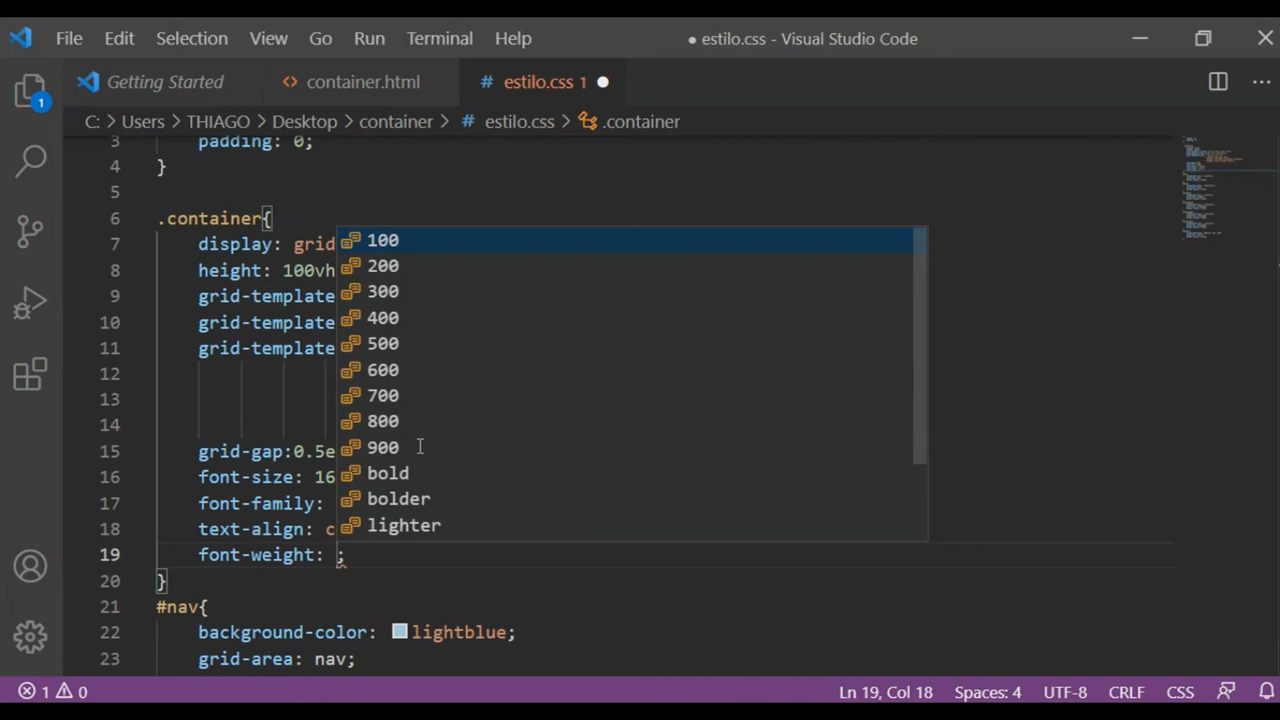 File Edit Selection View Go Run Terminal Help ● estilo.css - Visual Studio Code
Getting Started <> container.html # estilo.css 1 ●
C: > Users > THIAGO > Desktop > container > # estilo.css > .container
1
3 padding: 0;
4 }
5
6 .container{
7 display: grid
8 height: 100vh
9 grid-template
10 grid-template
11 grid-template
12
13
14
15 grid-gap:0.5e
16 font-size: 16
17 font-family:
18 text-align: c
19 font-weight: ;
20 }
21 #nav{
22 background-color: lightblue;
23 grid-area: nav;
100
200
300
400
500
600
700
800
900
bold
bolder
lighter
1 0 Ln 19, Col 18 Spaces: 4 UTF-8 CRLF CSS